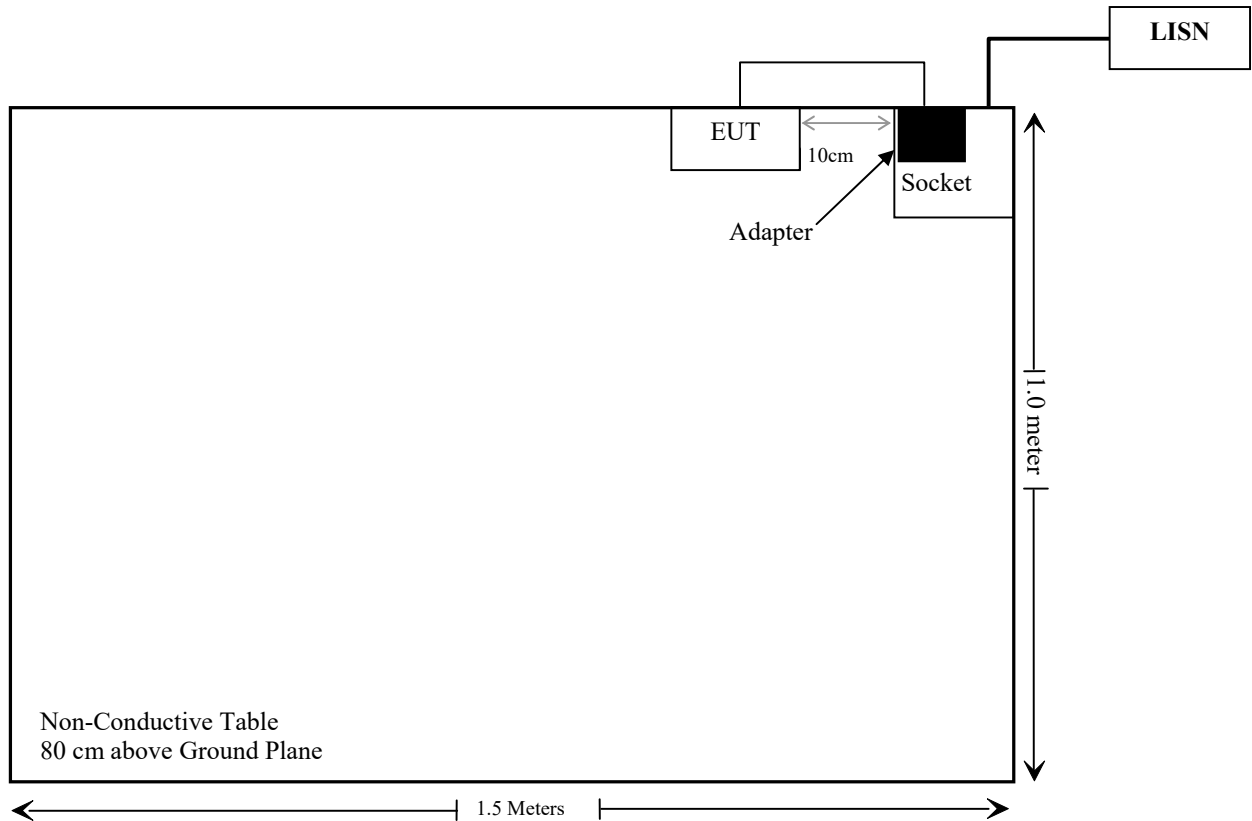 LISN
EUT
10cm
Socket
Adapter
1.0 meter
Non-Conductive Table
80 cm above Ground Plane
1.5 Meters